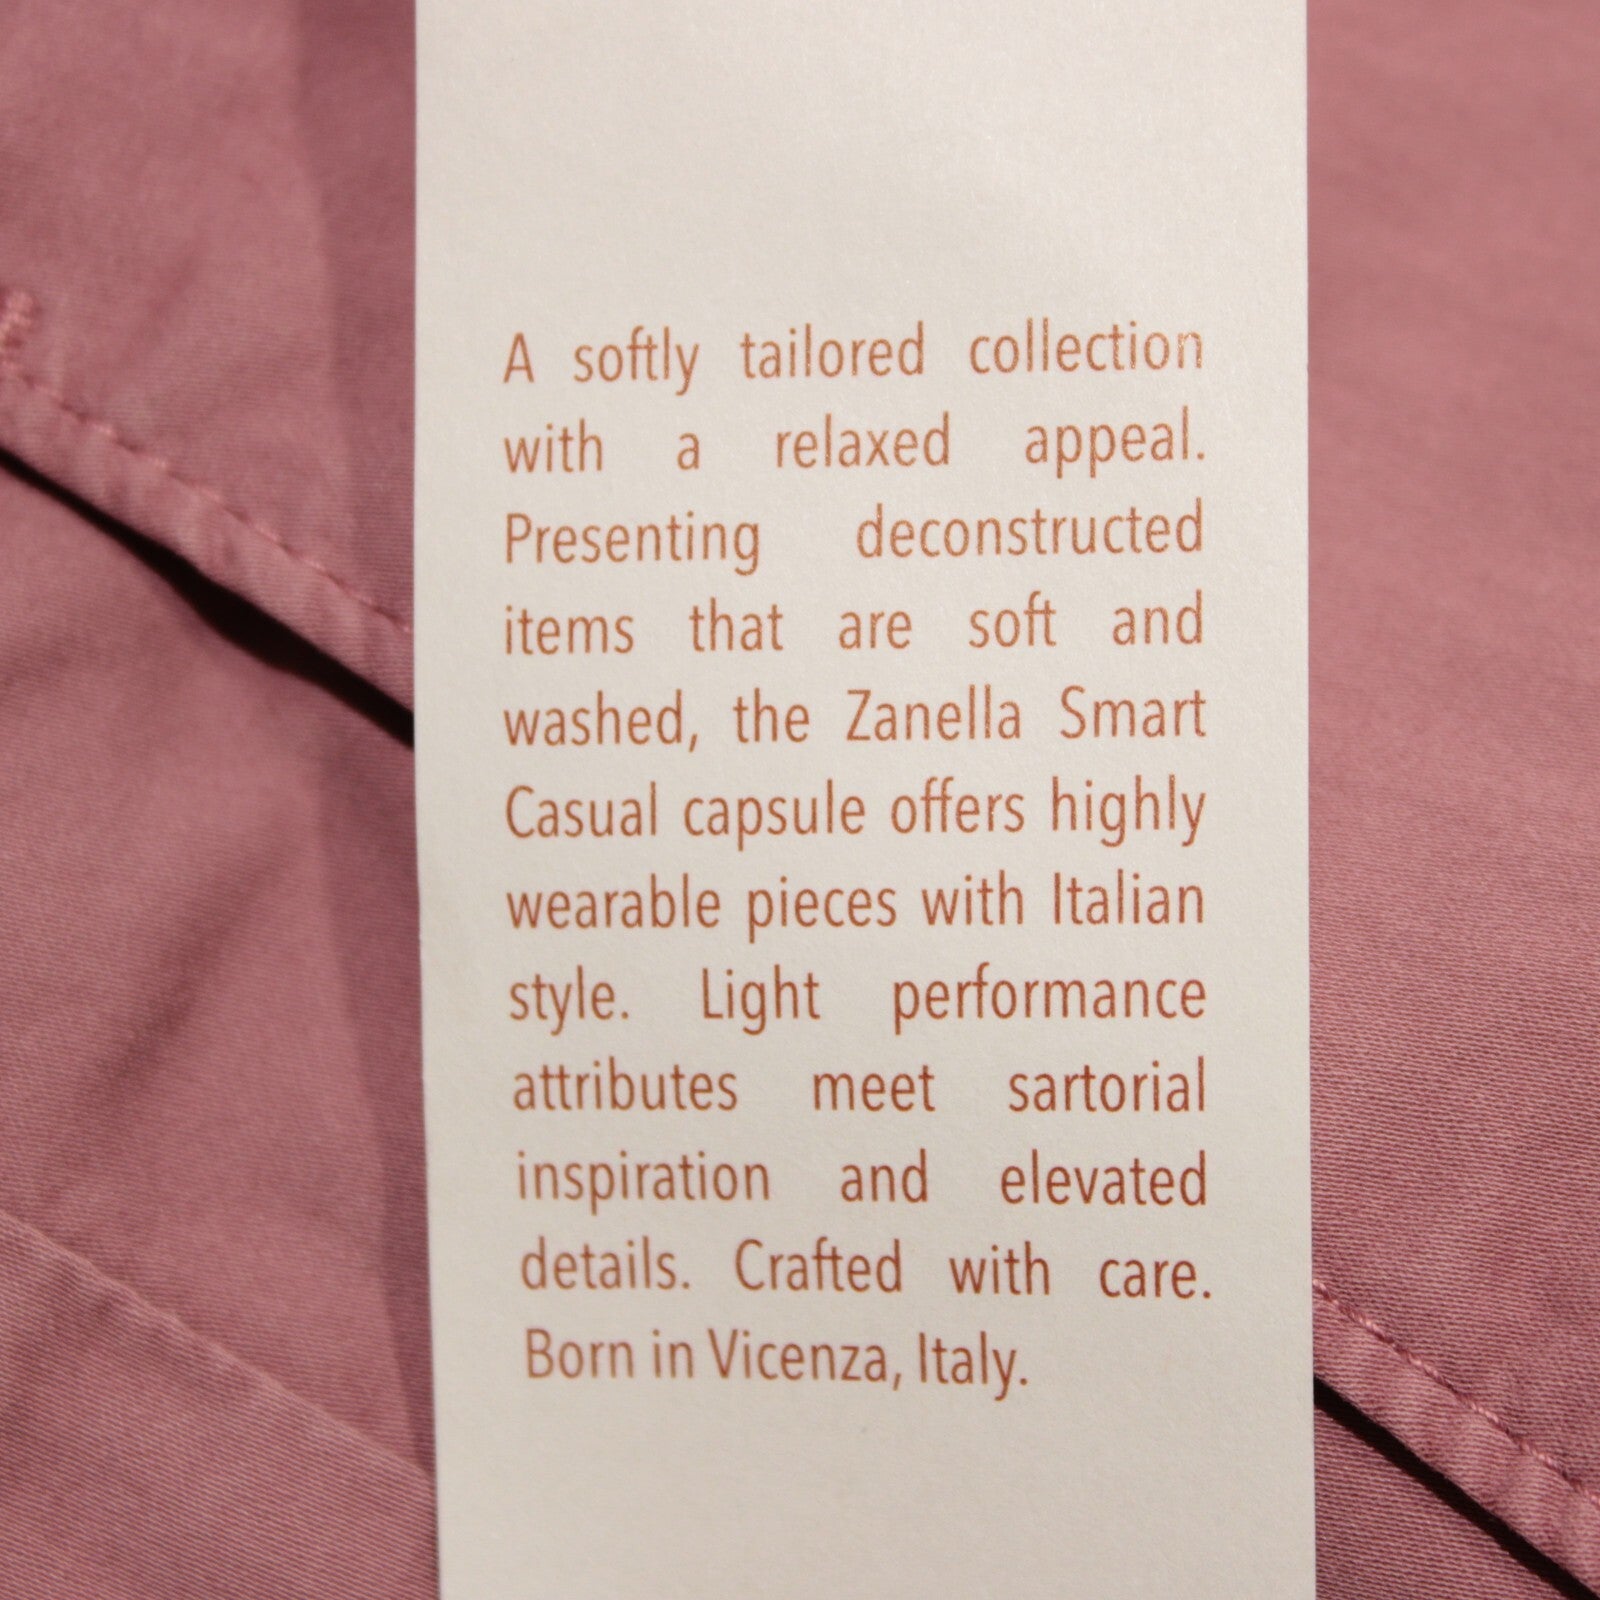 A softly tailored collection
with a relaxed appeal.
Presenting deconstructed
items that are soft and
washed, the Zanella Smart
Casual capsule offers highly
wearable pieces with Italian
style. Light performance
attributes meet sartorial
inspiration and elevated
details. Crafted with care.
Born in Vicenza, Italy.